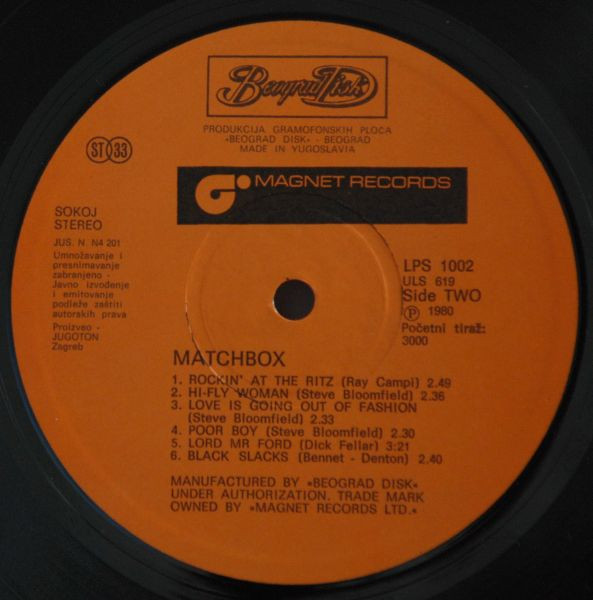 Beograd Disk
PRODUKCIJA GRAMOFONSKIH PLOČA
»BEOGRAD DISK« - BEOGRAD
MADE IN YUGOSLAVIA
ST 33
MAGNET RECORDS
SOKOJ
STEREO
JUS. N. N4 201
Umnožavanje i
presnimavanje
zabranjeno -
Javno izvođenje
i emitovanje
podleže zaštiti
autorskih prava
Proizveo -
JUGOTON
Zagreb
LPS 1002
ULS 619
Side TWO
Ⓟ 1980
Početni tiraž:
3000
MATCHBOX
1. ROCKIN' AT THE RITZ (Ray Campi) 2.49
2. HI-FLY WOMAN (Steve Bloomfield) 2.36
3. LOVE IS GOING OUT OF FASHION
(Steve Bloomfield) 2.33
4. POOR BOY (Steve Bloomfield) 2.30
5. LORD MR FORD (Dick Fellar) 3:21
6. BLACK SLACKS (Bennet - Denton) 2.40
MANUFACTURED BY »BEOGRAD DISK«
UNDER AUTHORIZATION. TRADE MARK
OWNED BY »MAGNET RECORDS LTD.«